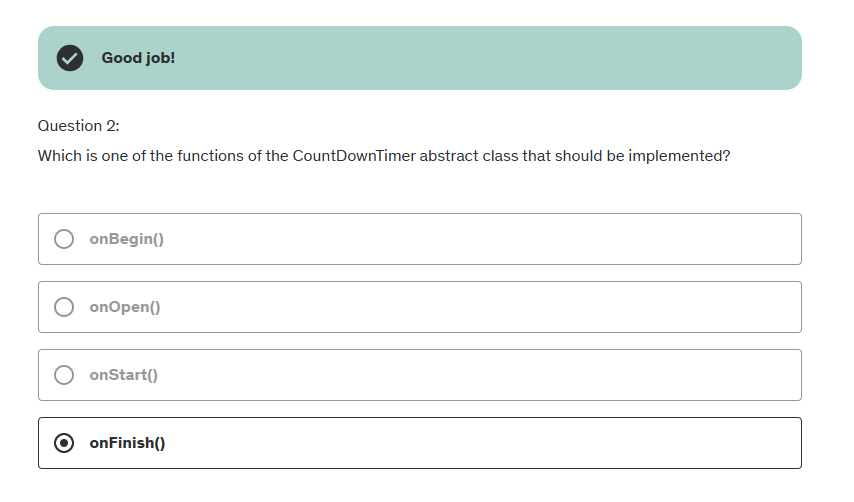 Good job!
Question 2:
Which is one of the functions of the CountDownTimer abstract class that should be implemented?
onBegin()
onOpen()
onStart()
onFinish()